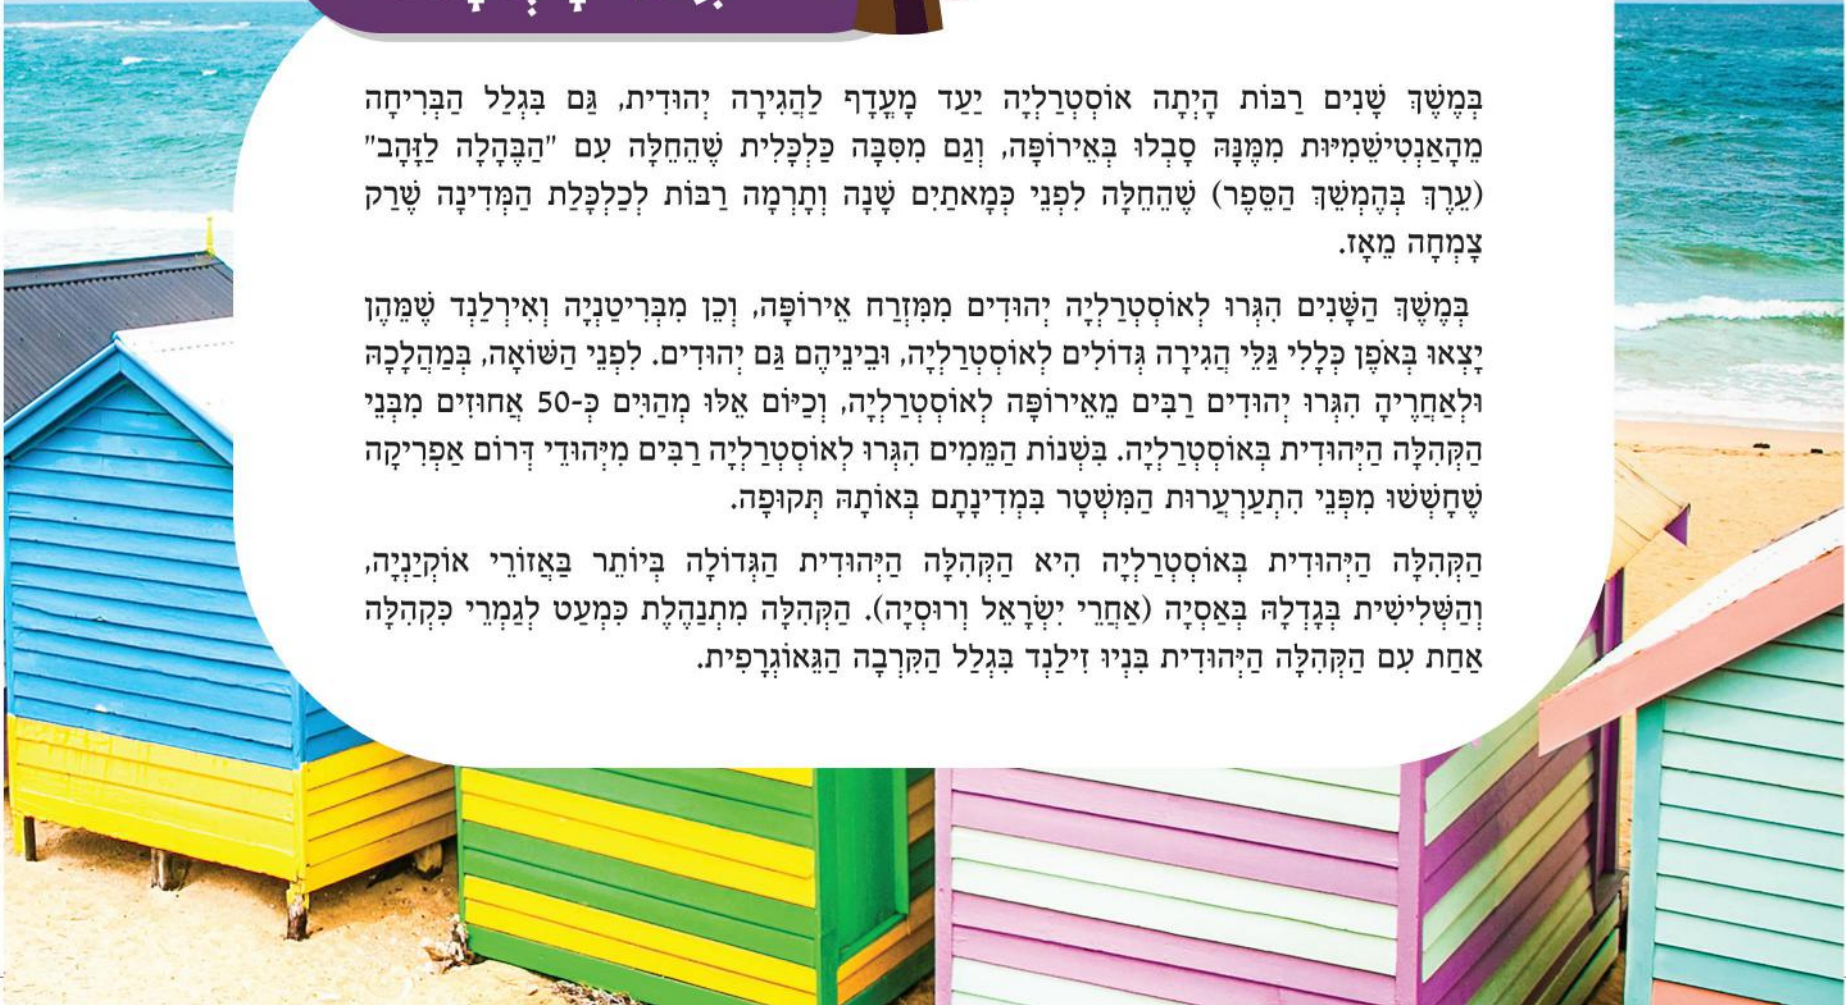 בְּמֶשֶׁךְ שָׁנִים רַבּוֹת הָיְתָה אוֹסְטְרַלְיָה יַעַד מָעֳדָף לַהֲגִירָה יְהוּדִית, גַּם בִּגְלַל הַבְּרִיחָה
מֵהָאַנְטִישֵׁמִיּוּת מִמֶּנָּהּ סָבְלוּ בְּאֵירוֹפָּה, וְגַם מִסִּבָּה כַּלְכָּלִית שֶׁהֵחֵלָּה עִם "הַבֶּהָלָה לַזָּהָב"
(עֵרֶךְ בְּהֶמְשֵׁךְ הַסֵּפֶר) שֶׁהֵחֵלָּה לִפְנֵי כְּמָאתַיִם שָׁנָה וְתָרְמָה רַבּוֹת לְכַלְכָּלַת הַמְּדִינָה שֶׁרַק
צָמְחָה מֵאָז.
בְּמֶשֶׁךְ הַשָּׁנִים הִגְּרוּ לְאוֹסְטְרַלְיָה יְהוּדִים מִמִּזְרַח אֵירוֹפָּה, וְכֵן מִבְּרִיטַנְיָה וְאִירְלַנְד שֶׁמֵּהֶן
יָצְאוּ בְּאֹפֶן כְּלָלִי גַּלֵּי הֲגִירָה גְּדוֹלִים לְאוֹסְטְרַלְיָה, וּבֵינֵיהֶם גַּם יְהוּדִים. לִפְנֵי הַשּׁוֹאָה, בְּמַהֲלָכָהּ
וּלְאַחֲרֶיהָ הִגְּרוּ יְהוּדִים רַבִּים מֵאֵירוֹפָּה לְאוֹסְטְרַלְיָה, וְכַיּוֹם אֵלּוּ מְהַוִּים כְּ-50 אֲחוּזִים מִבְּנֵי
הַקְּהִלָּה הַיְּהוּדִית בְּאוֹסְטְרַלְיָה. בִּשְׁנוֹת הַמֵּמִים הִגְּרוּ לְאוֹסְטְרַלְיָה רַבִּים מִיְּהוּדֵי דְּרוֹם אַפְרִיקָה
שֶׁחָשְׁשׁוּ מִפְּנֵי הִתְעַרְעֲרוּת הַמִּשְׁטָר בִּמְדִינָתָם בְּאוֹתָהּ תְּקוּפָה.
הַקְּהִלָּה הַיְּהוּדִית בְּאוֹסְטְרַלְיָה הִיא הַקְּהִלָּה הַיְּהוּדִית הַגְּדוֹלָה בְּיוֹתֵר בַּאֲזוֹרֵי אוֹקְיַנְיָה,
וְהַשְּׁלִישִׁית בְּגָדְלָהּ בְּאַסְיָה (אַחֲרֵי יִשְׂרָאֵל וְרוּסְיָה). הַקְּהִלָּה מִתְנַהֶלֶת כִּמְעַט לְגַמְרֵי כִּקְהִלָּה
אַחַת עִם הַקְּהִלָּה הַיְּהוּדִית בִּנְיוּ זִילַנְד בִּגְלַל הַקִּרְבָה הַגֵּאוֹגְרָפִית.